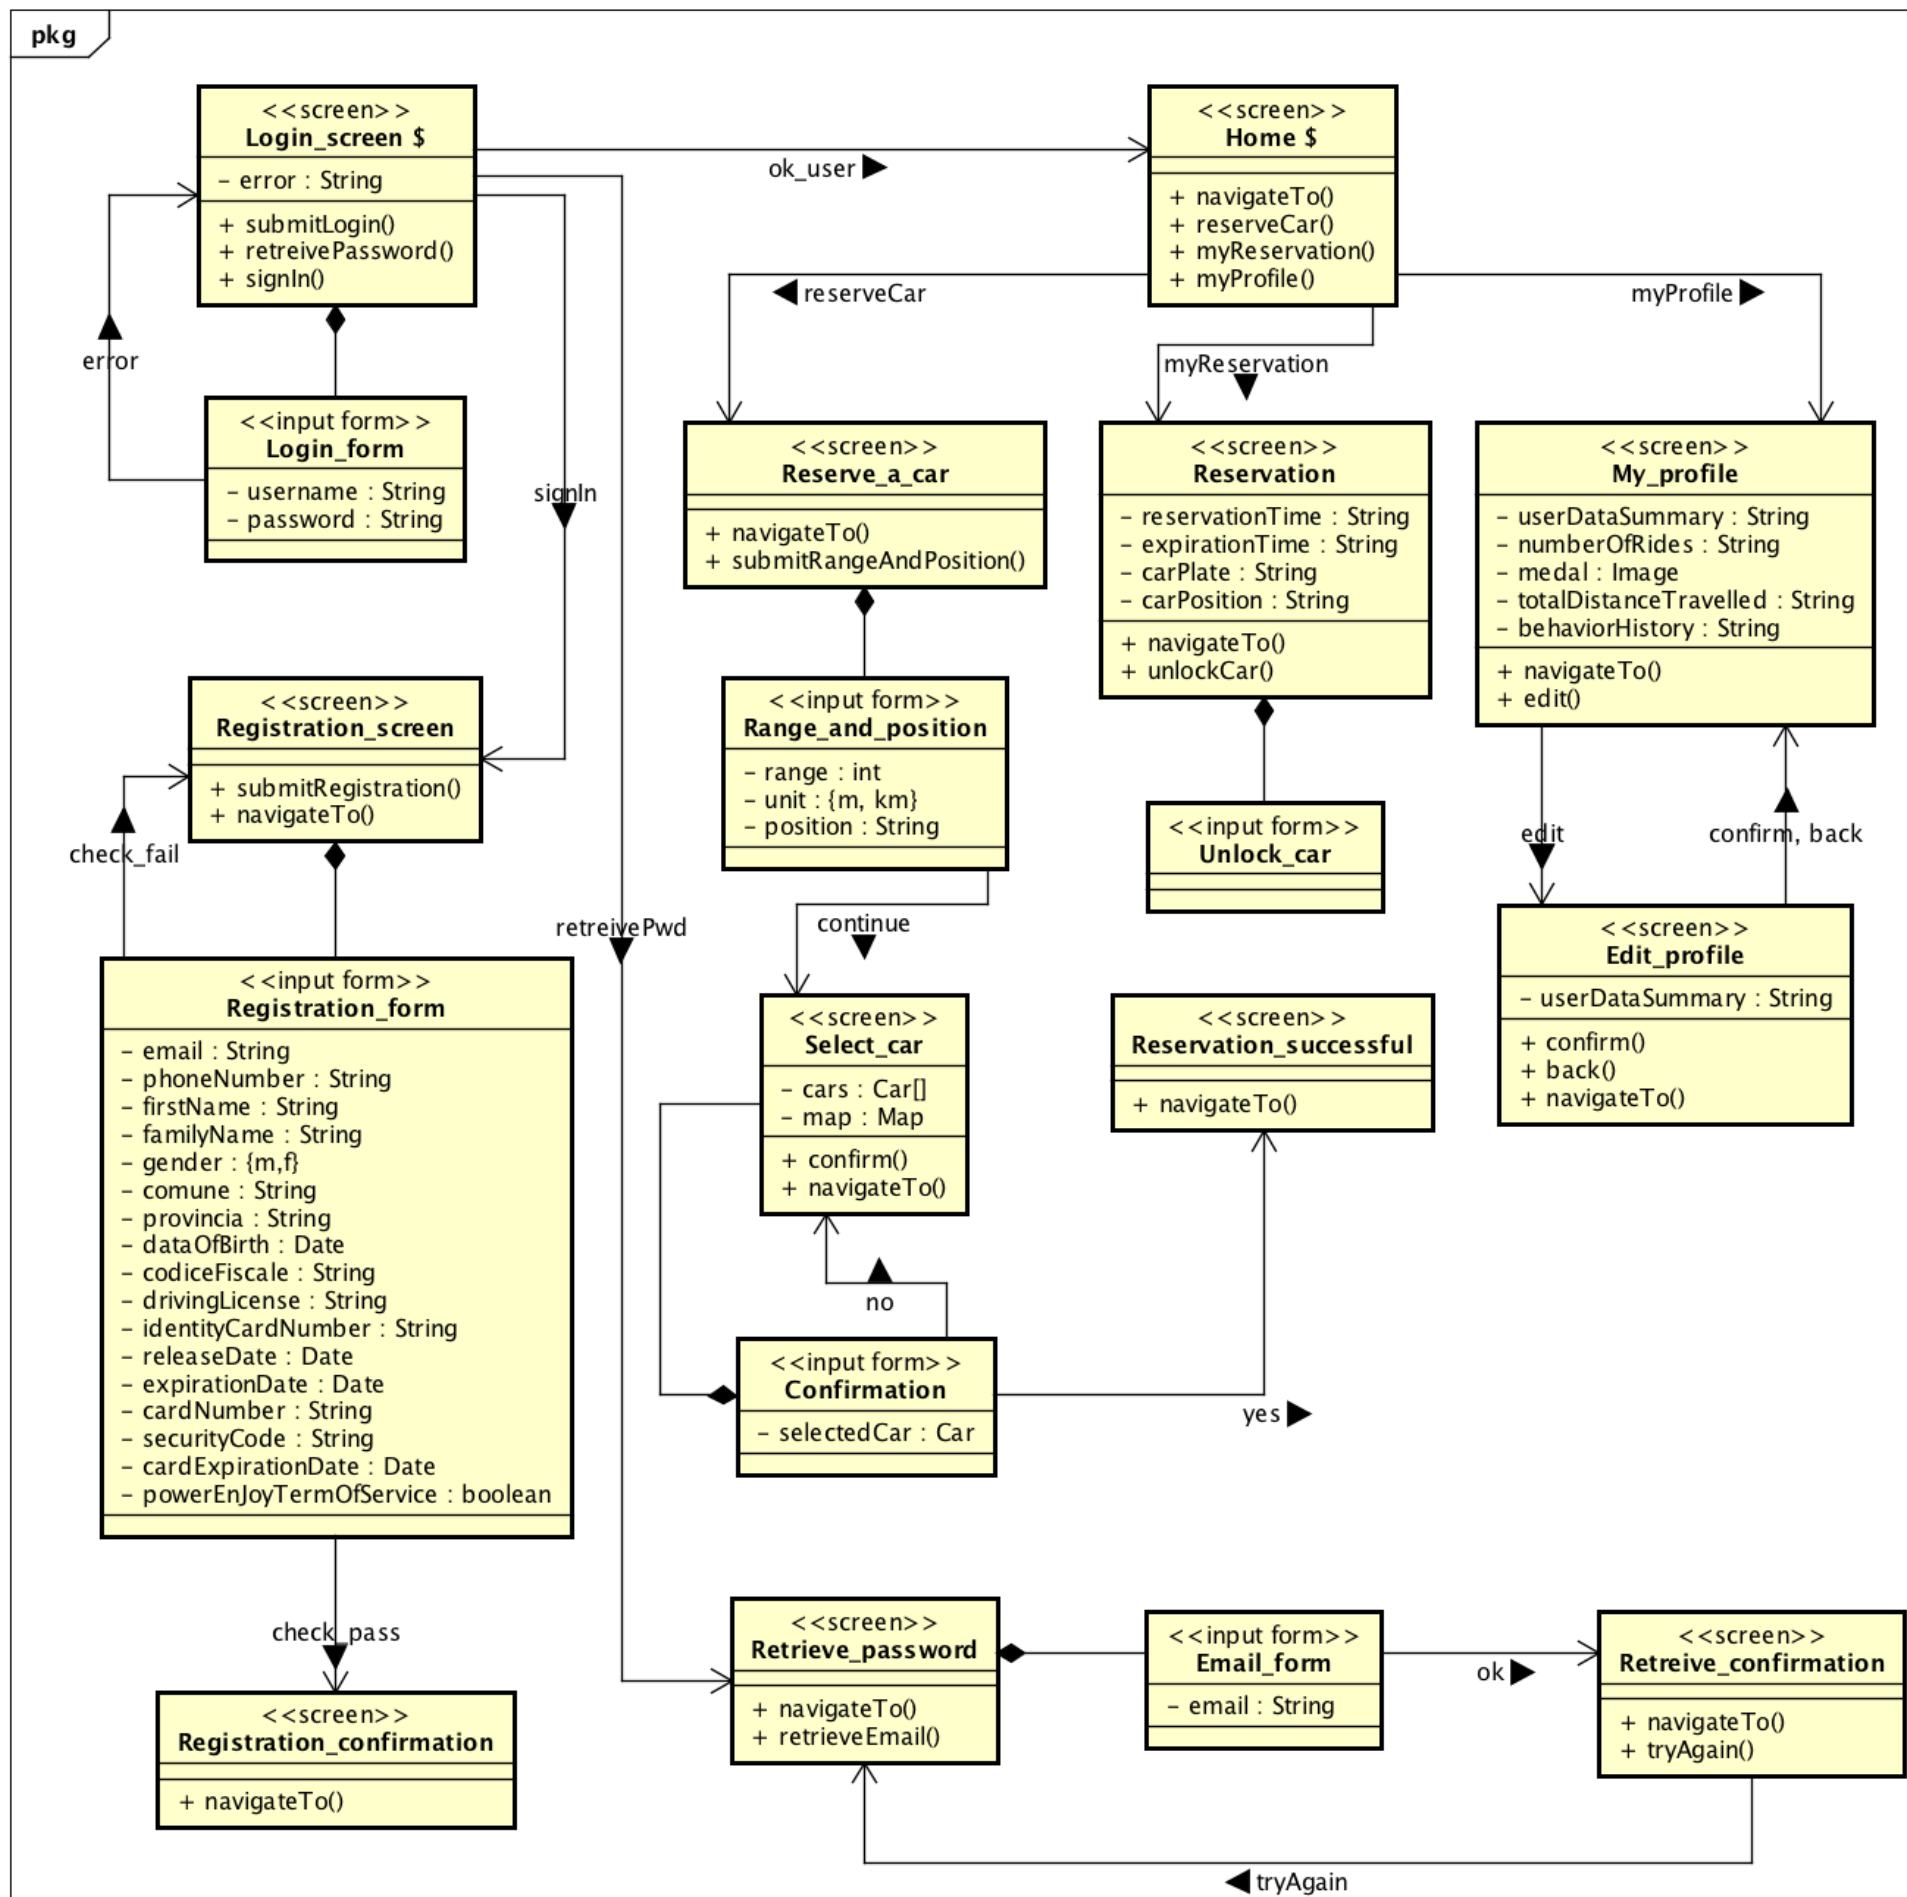 pkg
<<screen>>
Login_screen $
– error : String
+ submitLogin()
+ retreivePassword()
+ signIn()
ok_user
<<screen>>
Home $
+ navigateTo()
+ reserveCar()
+ myReservation()
+ myProfile()
error
reserveCar
myReservation
myProfile
<<input form>>
Login_form
– username : String
– password : String
signIn
<<screen>>
Reserve_a_car
+ navigateTo()
+ submitRangeAndPosition()
<<screen>>
Reservation
– reservationTime : String
– expirationTime : String
– carPlate : String
– carPosition : String
+ navigateTo()
+ unlockCar()
<<screen>>
My_profile
– userDataSummary : String
– numberOfRides : String
– medal : Image
– totalDistanceTravelled : String
– behaviorHistory : String
+ navigateTo()
+ edit()
<<screen>>
Registration_screen
+ submitRegistration()
+ navigateTo()
check_fail
<<input form>>
Range_and_position
– range : int
– unit : {m, km}
– position : String
<<input form>>
Unlock_car
edit
confirm, back
retreivePwd
continue
<<input form>>
Registration_form
– email : String
– phoneNumber : String
– firstName : String
– familyName : String
– gender : {m,f}
– comune : String
– provincia : String
– dataOfBirth : Date
– codiceFiscale : String
– drivingLicense : String
– identityCardNumber : String
– releaseDate : Date
– expirationDate : Date
– cardNumber : String
– securityCode : String
– cardExpirationDate : Date
– powerEnJoyTermOfService : boolean
<<screen>>
Select_car
– cars : Car[]
– map : Map
+ confirm()
+ navigateTo()
<<screen>>
Reservation_successful
+ navigateTo()
<<screen>>
Edit_profile
– userDataSummary : String
+ confirm()
+ back()
+ navigateTo()
no
<<input form>>
Confirmation
– selectedCar : Car
yes
check_pass
<<screen>>
Registration_confirmation
+ navigateTo()
<<screen>>
Retrieve_password
+ navigateTo()
+ retrieveEmail()
<<input form>>
Email_form
– email : String
ok
<<screen>>
Retreive_confirmation
+ navigateTo()
+ tryAgain()
tryAgain